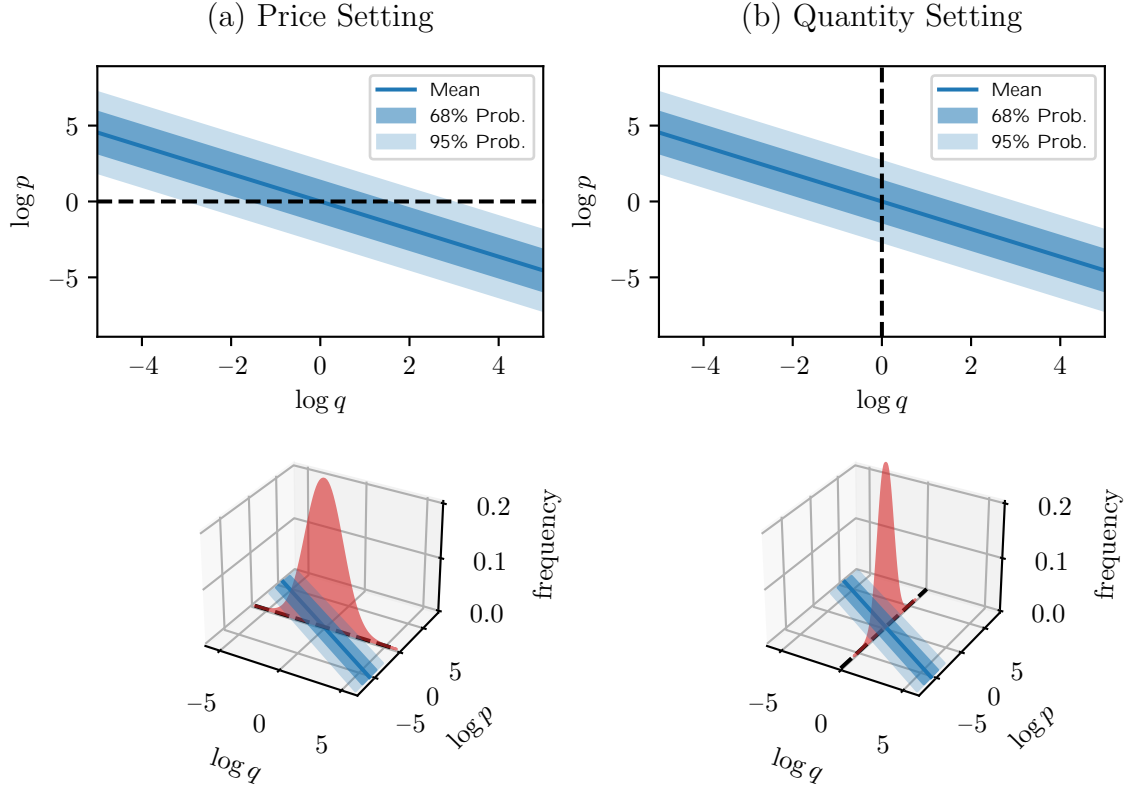 (a) Price Setting
Mean
68% Prob.
95% Prob.
5
0
−5
log p
−4 −2 0 2 4
log q
0.2
0.1
0.0
frequency
−5 0 5
log q
−5 0 5
log p
(b) Quantity Setting
Mean
68% Prob.
95% Prob.
5
0
−5
log p
−4 −2 0 2 4
log q
0.2
0.1
0.0
frequency
−5 0 5
log q
−5 0 5
log p